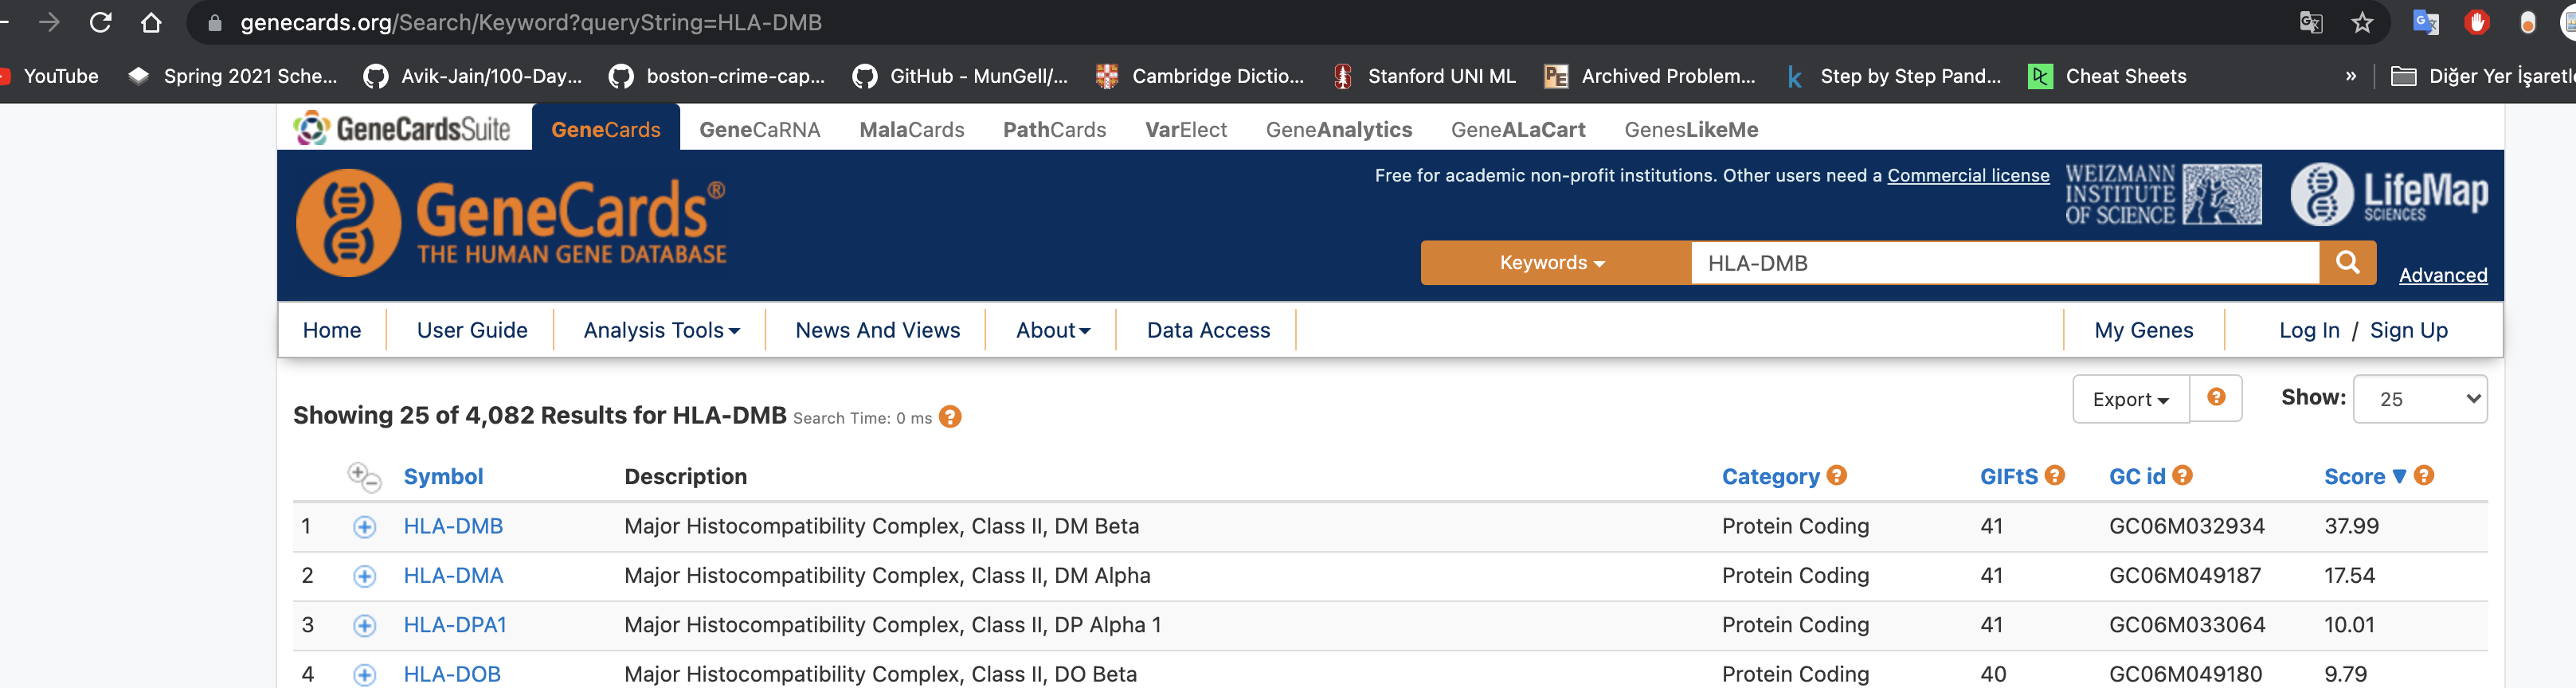 genecards.org/Search/Keyword?queryString=HLA-DMB
YouTube Spring 2021 Sche... Avik-Jain/100-Day... boston-crime-cap... GitHub - MunGell/... Cambridge Dictio... Stanford UNI ML PE Archived Problem... k Step by Step Pand... DC Cheat Sheets » Diğer Yer İşaretle
GeneCardsSuite GeneCards GeneCaRNA MalaCards PathCards VarElect GeneAnalytics GeneALaCart GenesLikeMe
Free for academic non-profit institutions. Other users need a Commercial license
WEIZMANN
INSTITUTE
OF SCIENCE
LifeMap
SCIENCES
GeneCards®
THE HUMAN GENE DATABASE
Keywords HLA-DMB Advanced
Home User Guide Analysis Tools News And Views About Data Access My Genes Log In / Sign Up
Export ? Show: 25
Showing 25 of 4,082 Results for HLA-DMB Search Time: 0 ms ?
Symbol Description Category ? GIFtS ? GC id ? Score ?
1 HLA-DMB Major Histocompatibility Complex, Class II, DM Beta Protein Coding 41 GC06M032934 37.99
2 HLA-DMA Major Histocompatibility Complex, Class II, DM Alpha Protein Coding 41 GC06M049187 17.54
3 HLA-DPA1 Major Histocompatibility Complex, Class II, DP Alpha 1 Protein Coding 41 GC06M033064 10.01
4 HLA-DOB Major Histocompatibility Complex, Class II, DO Beta Protein Coding 40 GC06M049180 9.79